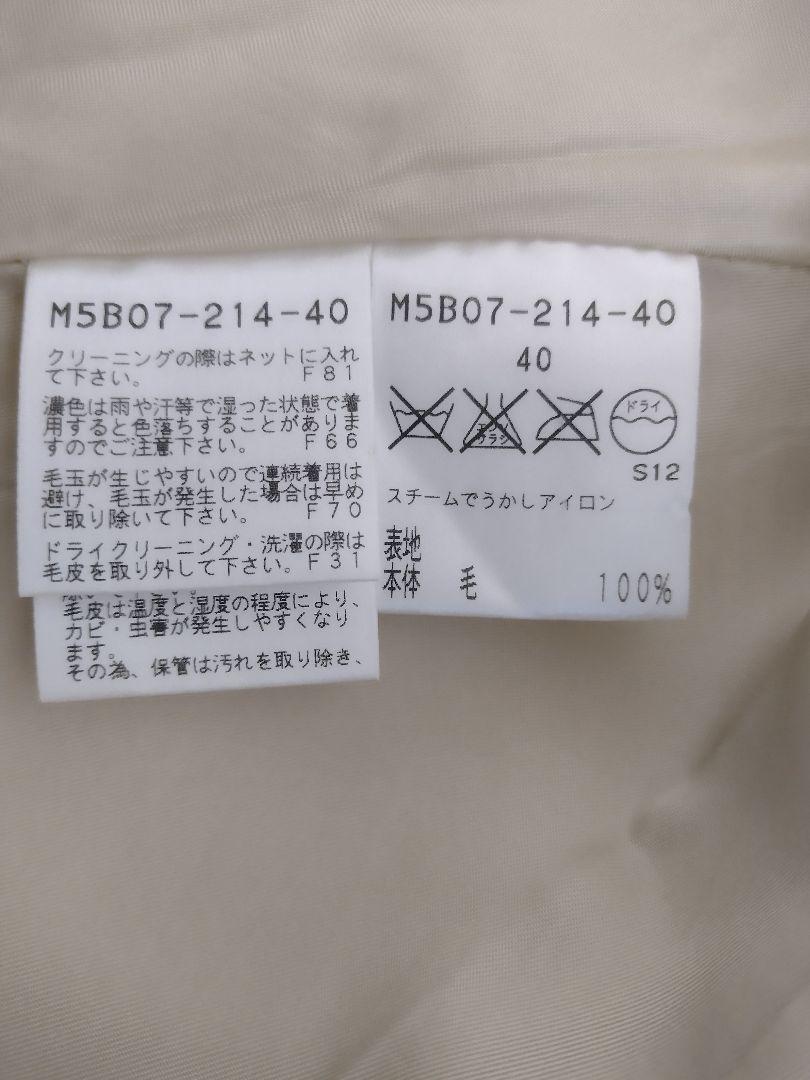 M5B07-214-40
クリーニングの際はネットに入れ
て下さい。 F81
濃色は雨や汗等で湿った状態で着
用すると色落ちすることがありま
すのでご注意下さい。 F66
毛玉が生じやすいので連続着用は
避け、毛玉が発生した場合は早め
に取り除いて下さい。 F70
ドライクリーニング・洗濯の際は
毛皮を取り外して下さい。F31
毛皮は温度と湿度の程度により、
カビ・虫害が発生しやすくなり
ます。
その為、保管は汚れを取り除き、
M5B07-214-40
40
エンソ
サラシ
ドライ
S12
スチームでうかしアイロン
表地
本体 毛 100%